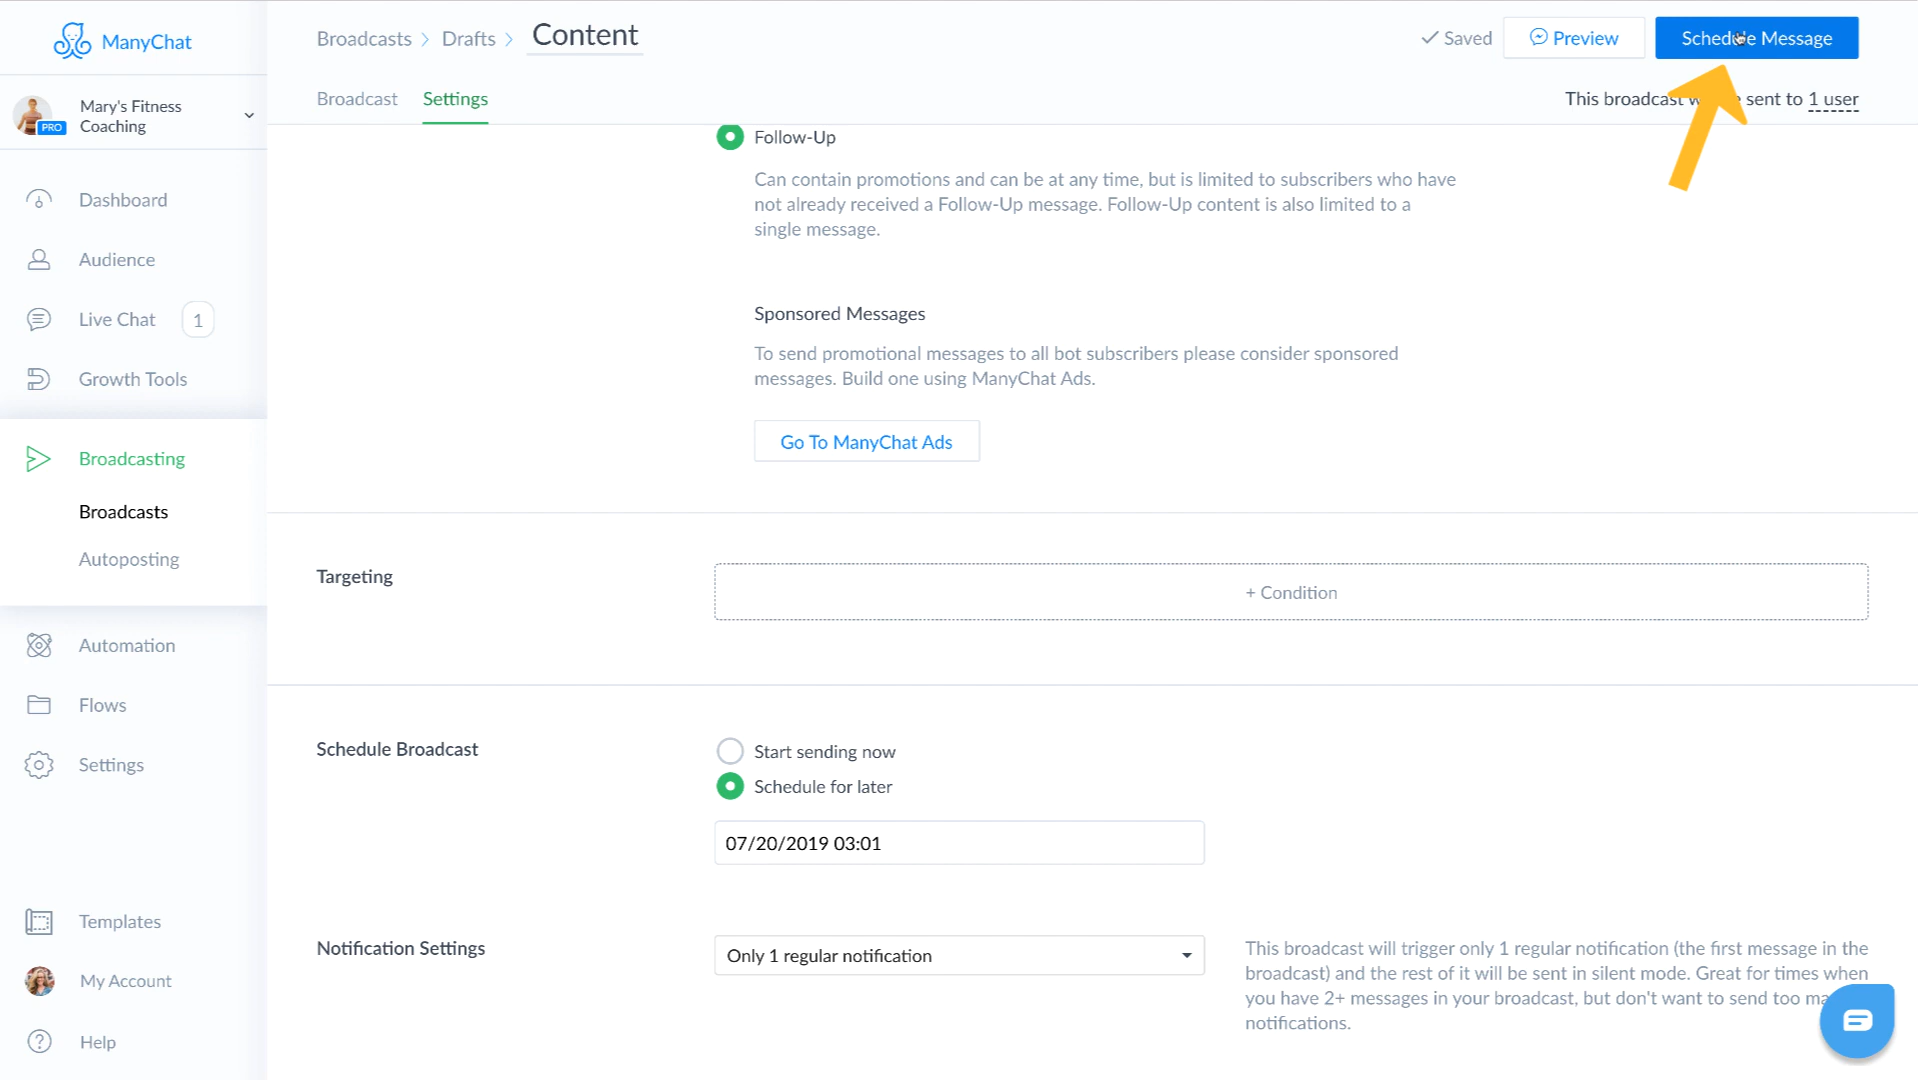 ManyChat
Broadcasts
Drafts
Content
Saved
Preview
Schedule Message
PRO
Mary's Fitness
Coaching
Broadcast
Settings
This broadcast w e sent to 1 user
Dashboard
Audience
Live Chat
1
Growth Tools
Broadcasting
Broadcasts
Autoposting
Automation
Flows
Settings
Templates
My Account
Help
Follow-Up
Can contain promotions and can be at any time, but is limited to subscribers who have
not already received a Follow-Up message. Follow-Up content is also limited to a
single message.
Sponsored Messages
To send promotional messages to all bot subscribers please consider sponsored
messages. Build one using ManyChat Ads.
Go To ManyChat Ads
Targeting
+ Condition
Schedule Broadcast
Start sending now
Schedule for later
07/20/2019 03:01
Notification Settings
Only 1 regular notification
This broadcast will trigger only 1 regular notification (the first message in the
broadcast) and the rest of it will be sent in silent mode. Great for times when
you have 2+ messages in your broadcast, but don't want to send too ma
notifications.